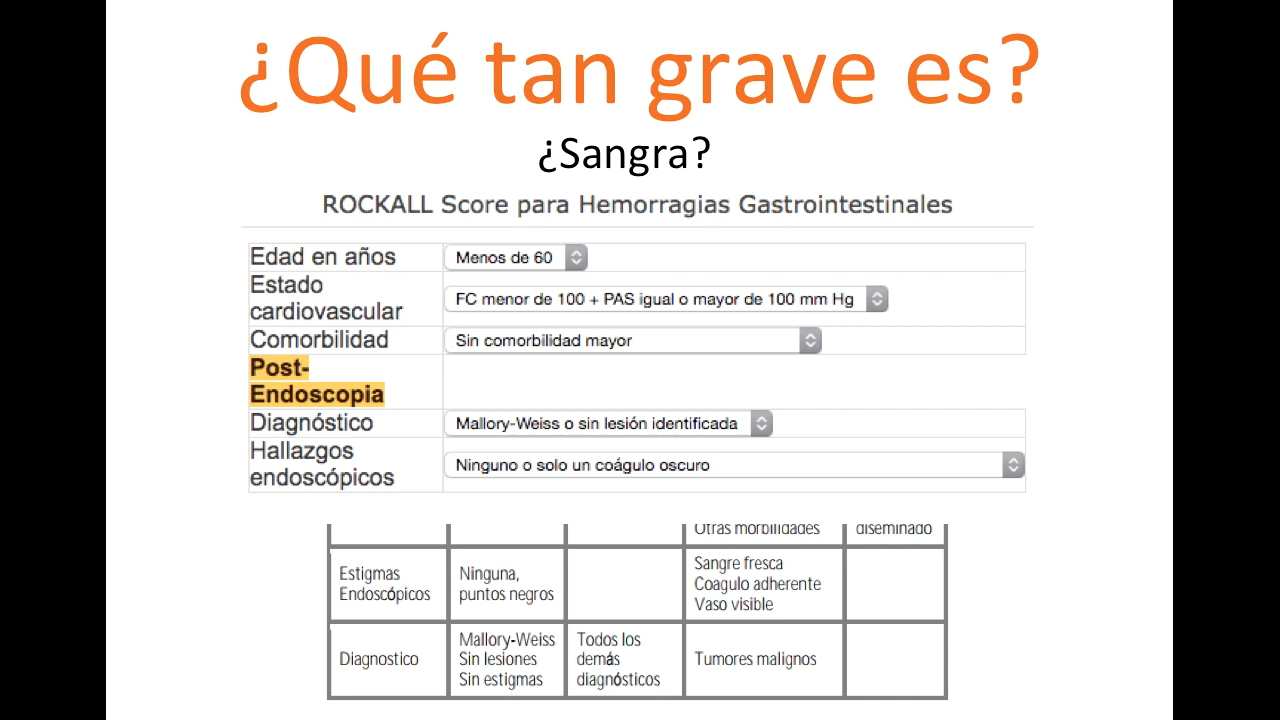 ¿Qué tan grave es?
¿Sangra?
ROCKALL Score para Hemorragias Gastrointestinales
Edad en años Menos de 60
Estado
cardiovascular FC menor de 100 + PAS igual o mayor de 100 mm Hg
Comorbilidad Sin comorbilidad mayor
Post-
Endoscopia
Diagnóstico Mallory-Weiss o sin lesión identificada
Hallazgos
endoscópicos Ninguno o solo un coágulo oscuro
Otras morbilidades diseminado
Estigmas
Endoscópicos
Ninguna,
puntos negros
Sangre fresca
Coagulo adherente
Vaso visible
Diagnostico
Mallory-Weiss
Sin lesiones
Sin estigmas
Todos los
demás
diagnósticos
Tumores malignos